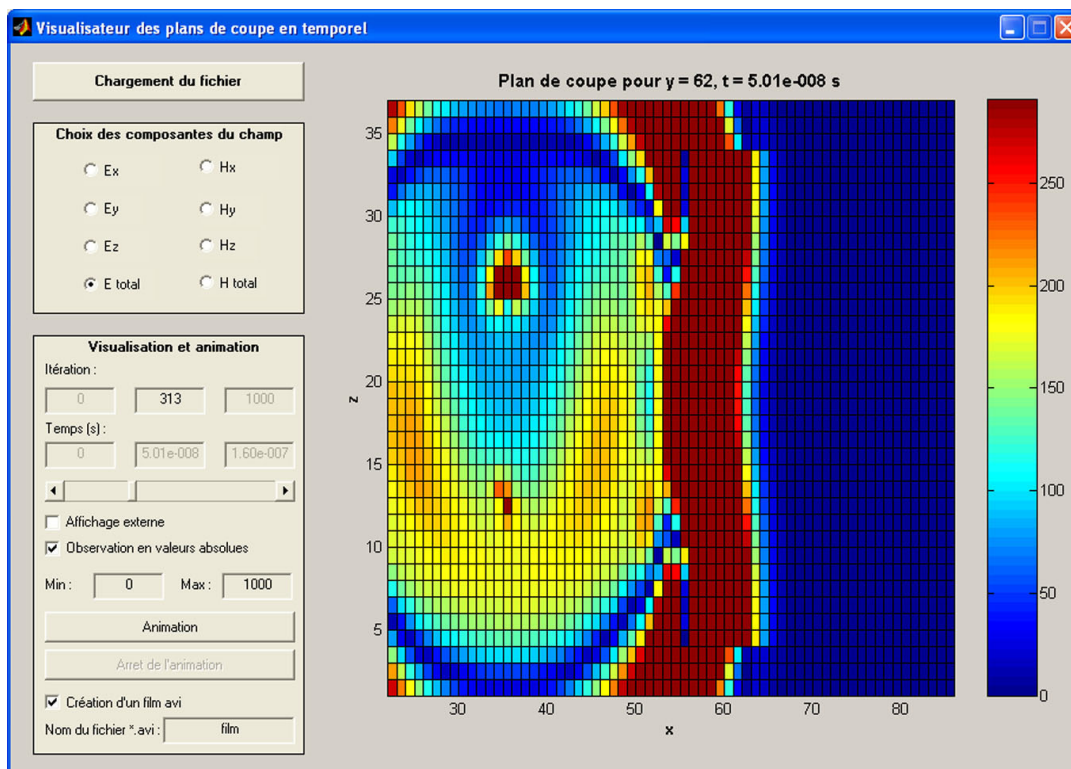 Visualisateur des plans de coupe en temporel
Chargement du fichier
Choix des composantes du champ
Ex Hx
Ey Hy
Ez Hz
E total H total
Visualisation et animation
Itération :
0 313 1000
Temps (s) :
0 5.01e-008 1.60e-007
Affichage externe
Observation en valeurs absolues
Min : 0 Max : 1000
Animation
Arret de l'animation
Création d'un film avi
Nom du fichier *.avi : film
Plan de coupe pour y = 62, t = 5.01e-008 s
35
30
25
20
15
10
5
z
30 40 50 60 70 80
x
250
200
150
100
50
0